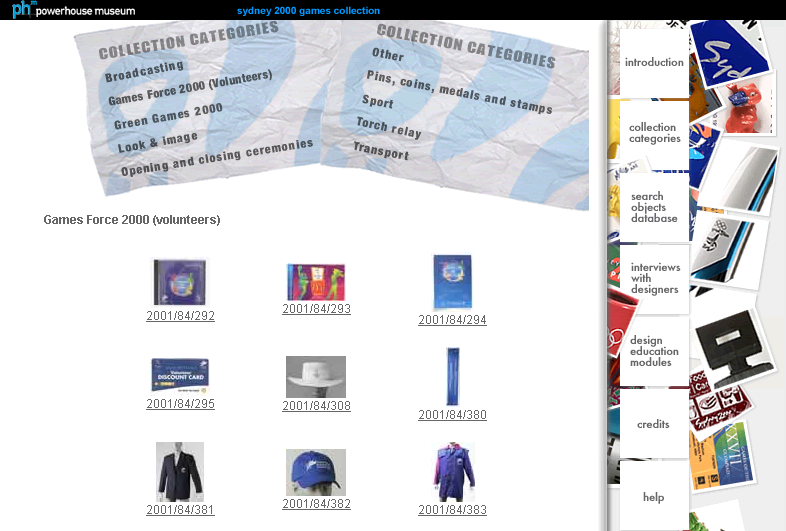 phm powerhouse museum
sydney 2000 games collection
COLLECTION CATEGORIES
Broadcasting
Games Force 2000 (Volunteers)
Green Games 2000
Look & image
Opening and closing ceremonies
COLLECTION CATEGORIES
Other
Pins, coins, medals and stamps
Sport
Torch relay
Transport
Games Force 2000 (volunteers)
2001/84/292
2001/84/293
2001/84/294
Volunteer
DISCOUNT CARD
2001/84/295
2001/84/308
2001/84/380
2001/84/381
2001/84/382
2001/84/383
introduction
collection
categories
search
objects
database
interviews
with
designers
design
education
modules
credits
help
XXVII